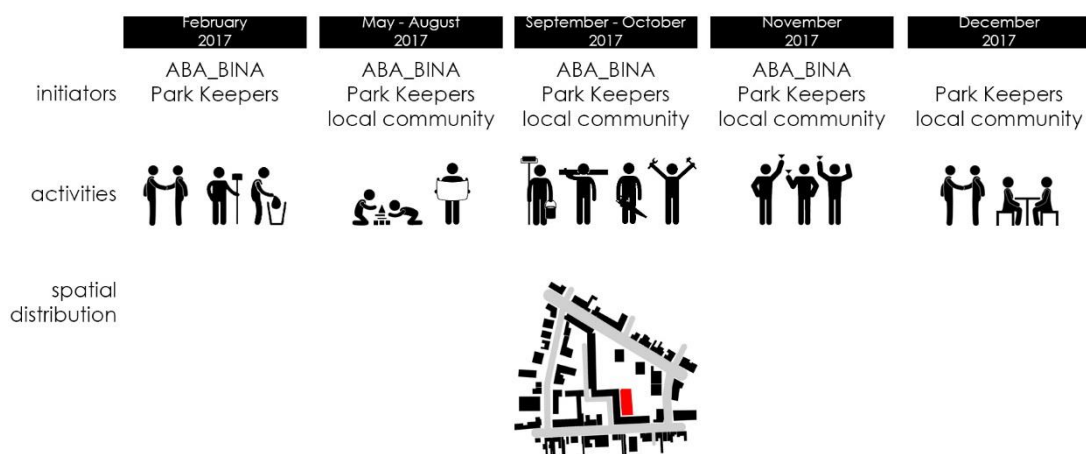 February
2017
May - August
2017
September - October
2017
November
2017
December
2017
initiators
ABA_BINA
Park Keepers
ABA_BINA
Park Keepers
local community
ABA_BINA
Park Keepers
local community
ABA_BINA
Park Keepers
local community
Park Keepers
local community
activities
spatial
distribution